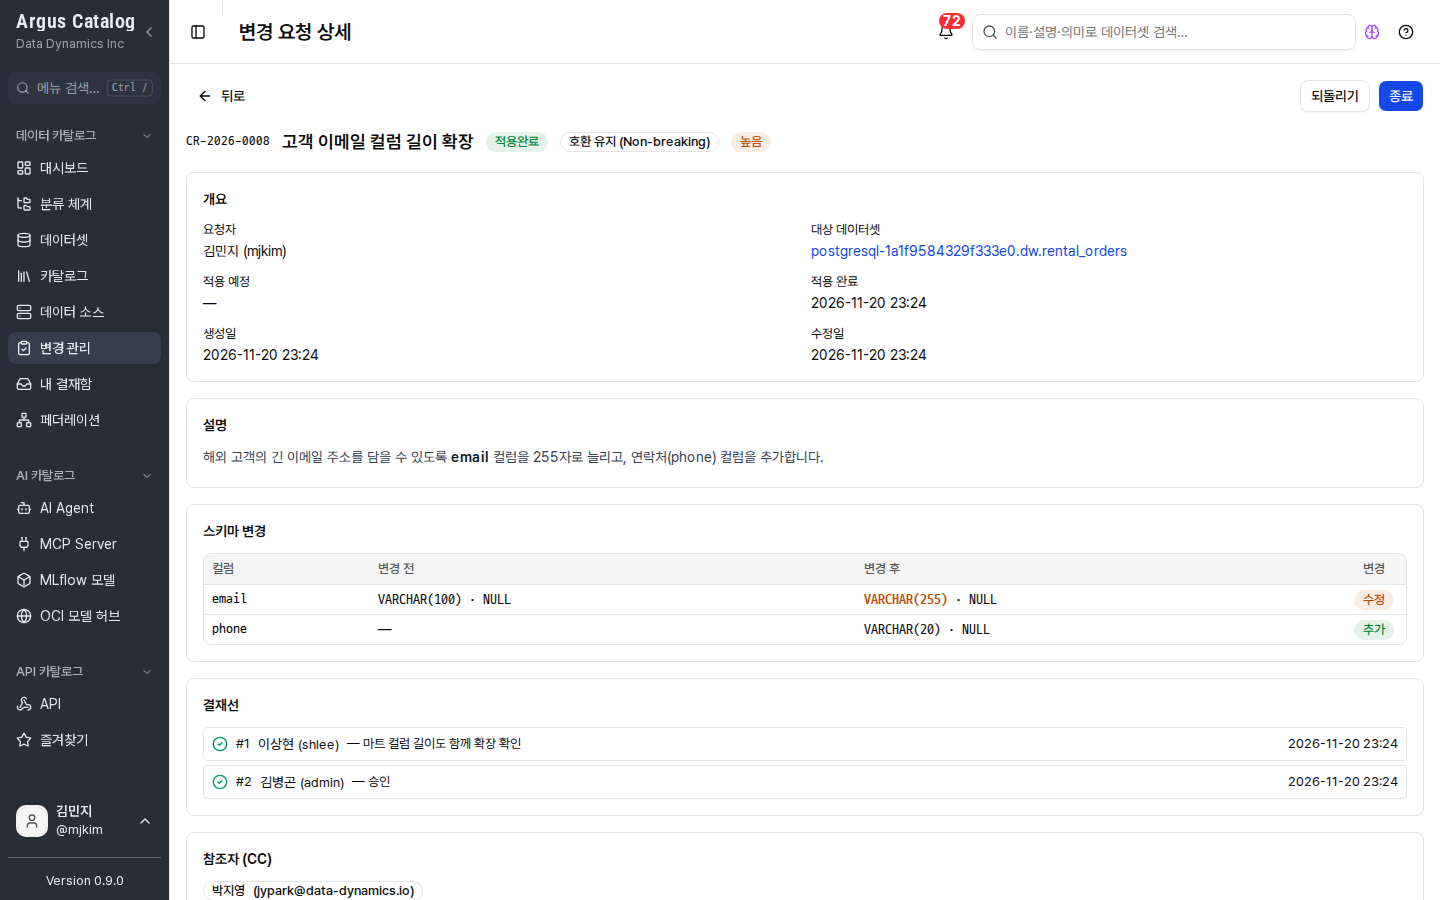 Argus Catalog
Data Dynamics Inc
메뉴 검색... Ctrl /
데이터 카탈로그
대시보드
분류 체계
데이터셋
카탈로그
데이터 소스
변경 관리
내 결재함
페더레이션
AI 카탈로그
AI Agent
MCP Server
MLflow 모델
OCI 모델 허브
API 카탈로그
API
즐겨찾기
김민지
@mjkim
Version 0.9.0
변경 요청 상세
72
이름·설명·의미로 데이터셋 검색...
뒤로
되돌리기 종료
CR-2026-0008 고객 이메일 컬럼 길이 확장 적용완료 호환 유지 (Non-breaking) 높음
개요
요청자 대상 데이터셋
김민지 (mjkim) postgresql-1a1f9584329f333e0.dw.rental_orders
적용 예정 적용 완료
— 2026-11-20 23:24
생성일 수정일
2026-11-20 23:24 2026-11-20 23:24
설명
해외 고객의 긴 이메일 주소를 담을 수 있도록 email 컬럼을 255자로 늘리고, 연락처(phone) 컬럼을 추가합니다.
스키마 변경
컬럼 변경 전 변경 후 변경
email VARCHAR(100) · NULL VARCHAR(255) · NULL 수정
phone — VARCHAR(20) · NULL 추가
결재선
#1 이상현 (shlee) — 마트 컬럼 길이도 함께 확장 확인 2026-11-20 23:24
#2 김병곤 (admin) — 승인 2026-11-20 23:24
참조자 (CC)
박지영 (jypark@data-dynamics.io)